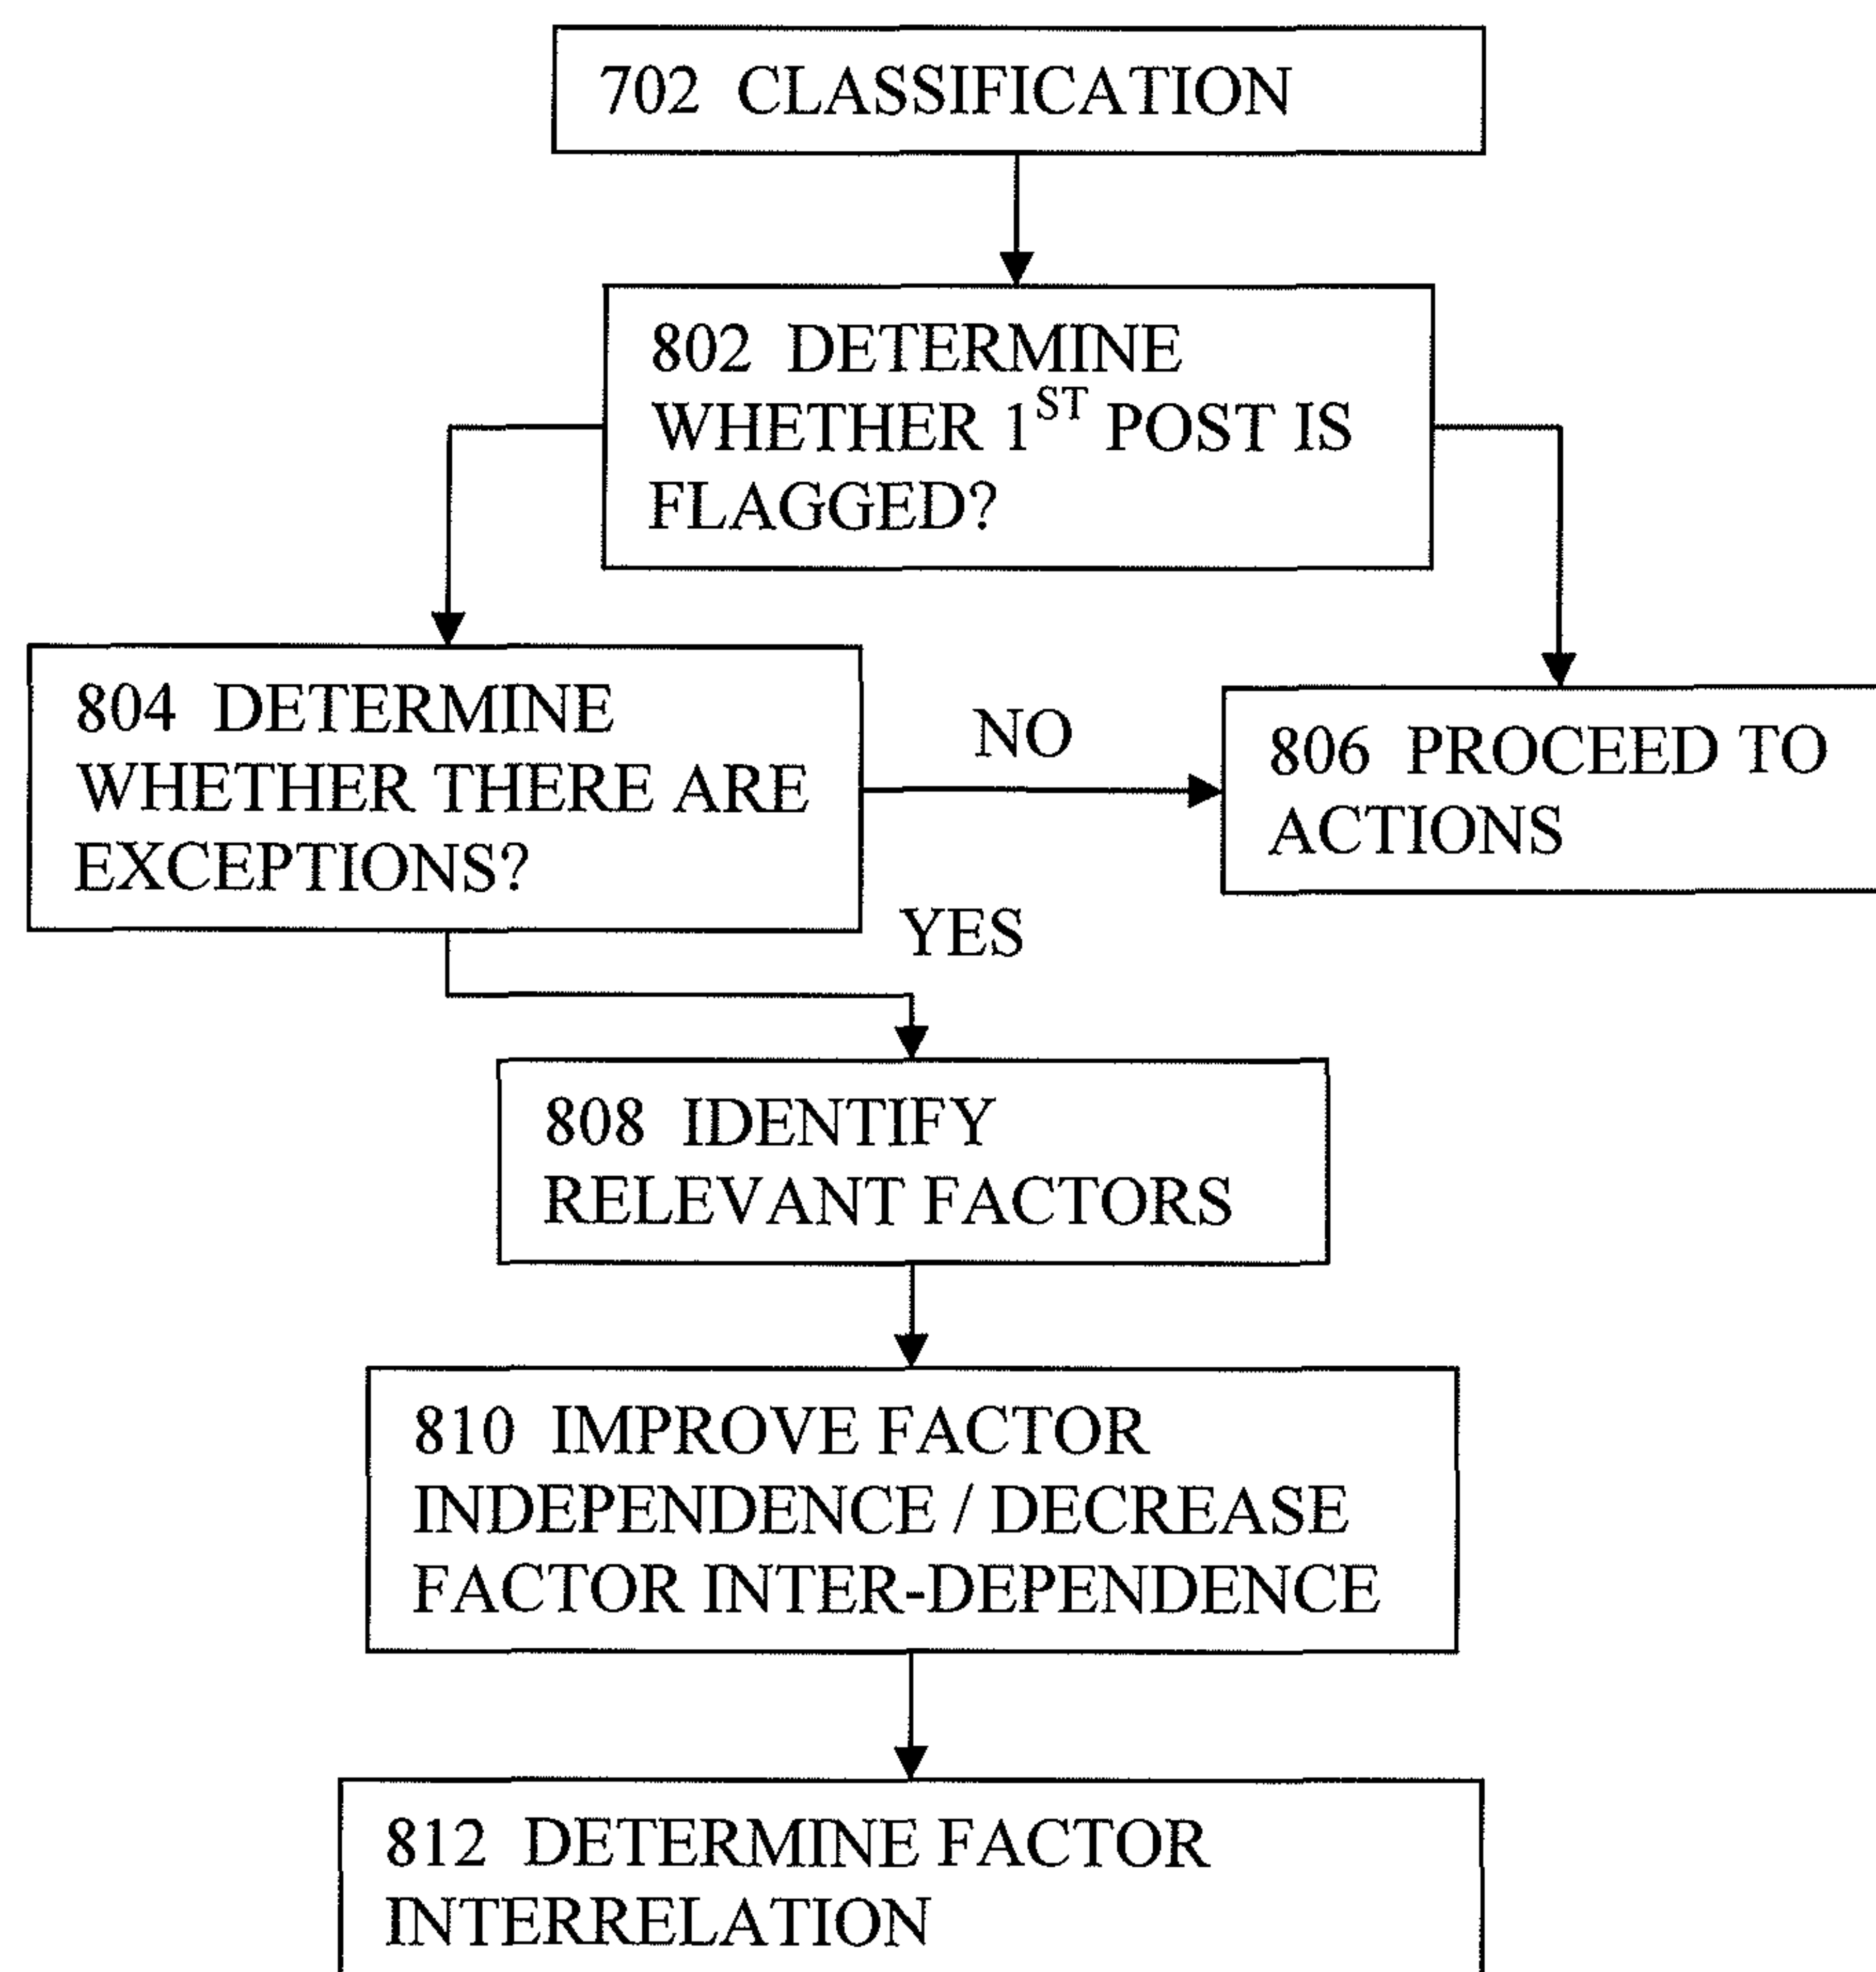 702 CLASSIFICATION
802 DETERMINE
WHETHER 1ST POST IS
FLAGGED?
804 DETERMINE
WHETHER THERE ARE
EXCEPTIONS?
NO
806 PROCEED TO
ACTIONS
YES
808 IDENTIFY
RELEVANT FACTORS
810 IMPROVE FACTOR
INDEPENDENCE / DECREASE
FACTOR INTER-DEPENDENCE
812 DETERMINE FACTOR
INTERRELATION